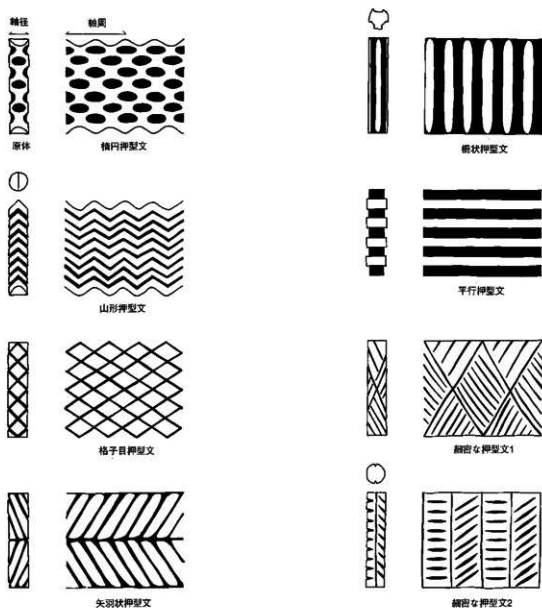 軸径
軸周
原体
楕円押型文
柵状押型文
山形押型文
平行押型文
格子目押型文
細密な押型文1
矢羽状押型文
細密な押型文2